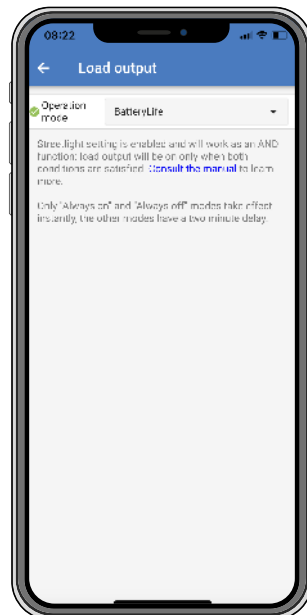 08:22
Load output
Operation
mode
BatteryLife
Streetlight setting is enabled and will work as an AND
function: load output will be on only when both
conditions are satisfied. Consult the manual to learn
more.
Only "Always on" and "Always off" modes take effect
instantly, the other modes have a two minute delay.